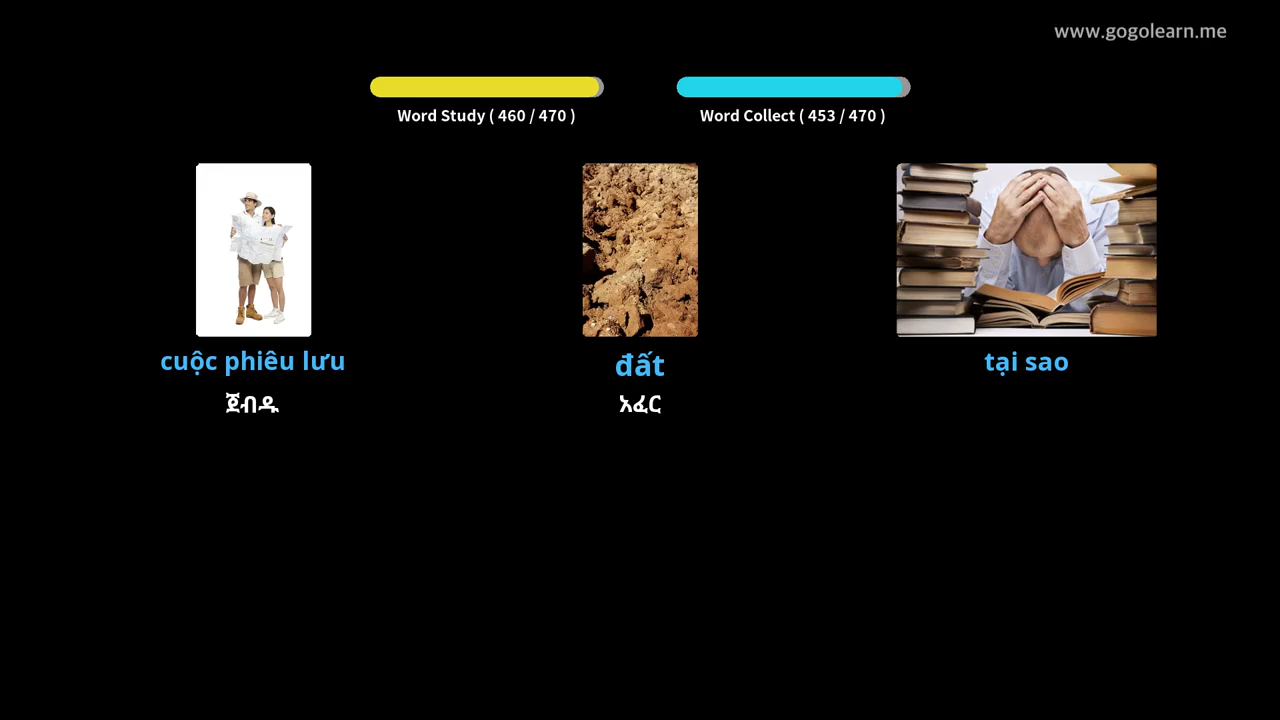 www.gogolearn.me
Word Study ( 460 / 470 )
Word Collect ( 453 / 470 )
cuộc phiêu lưu
đất
tại sao
ጀብዱ
አፈር